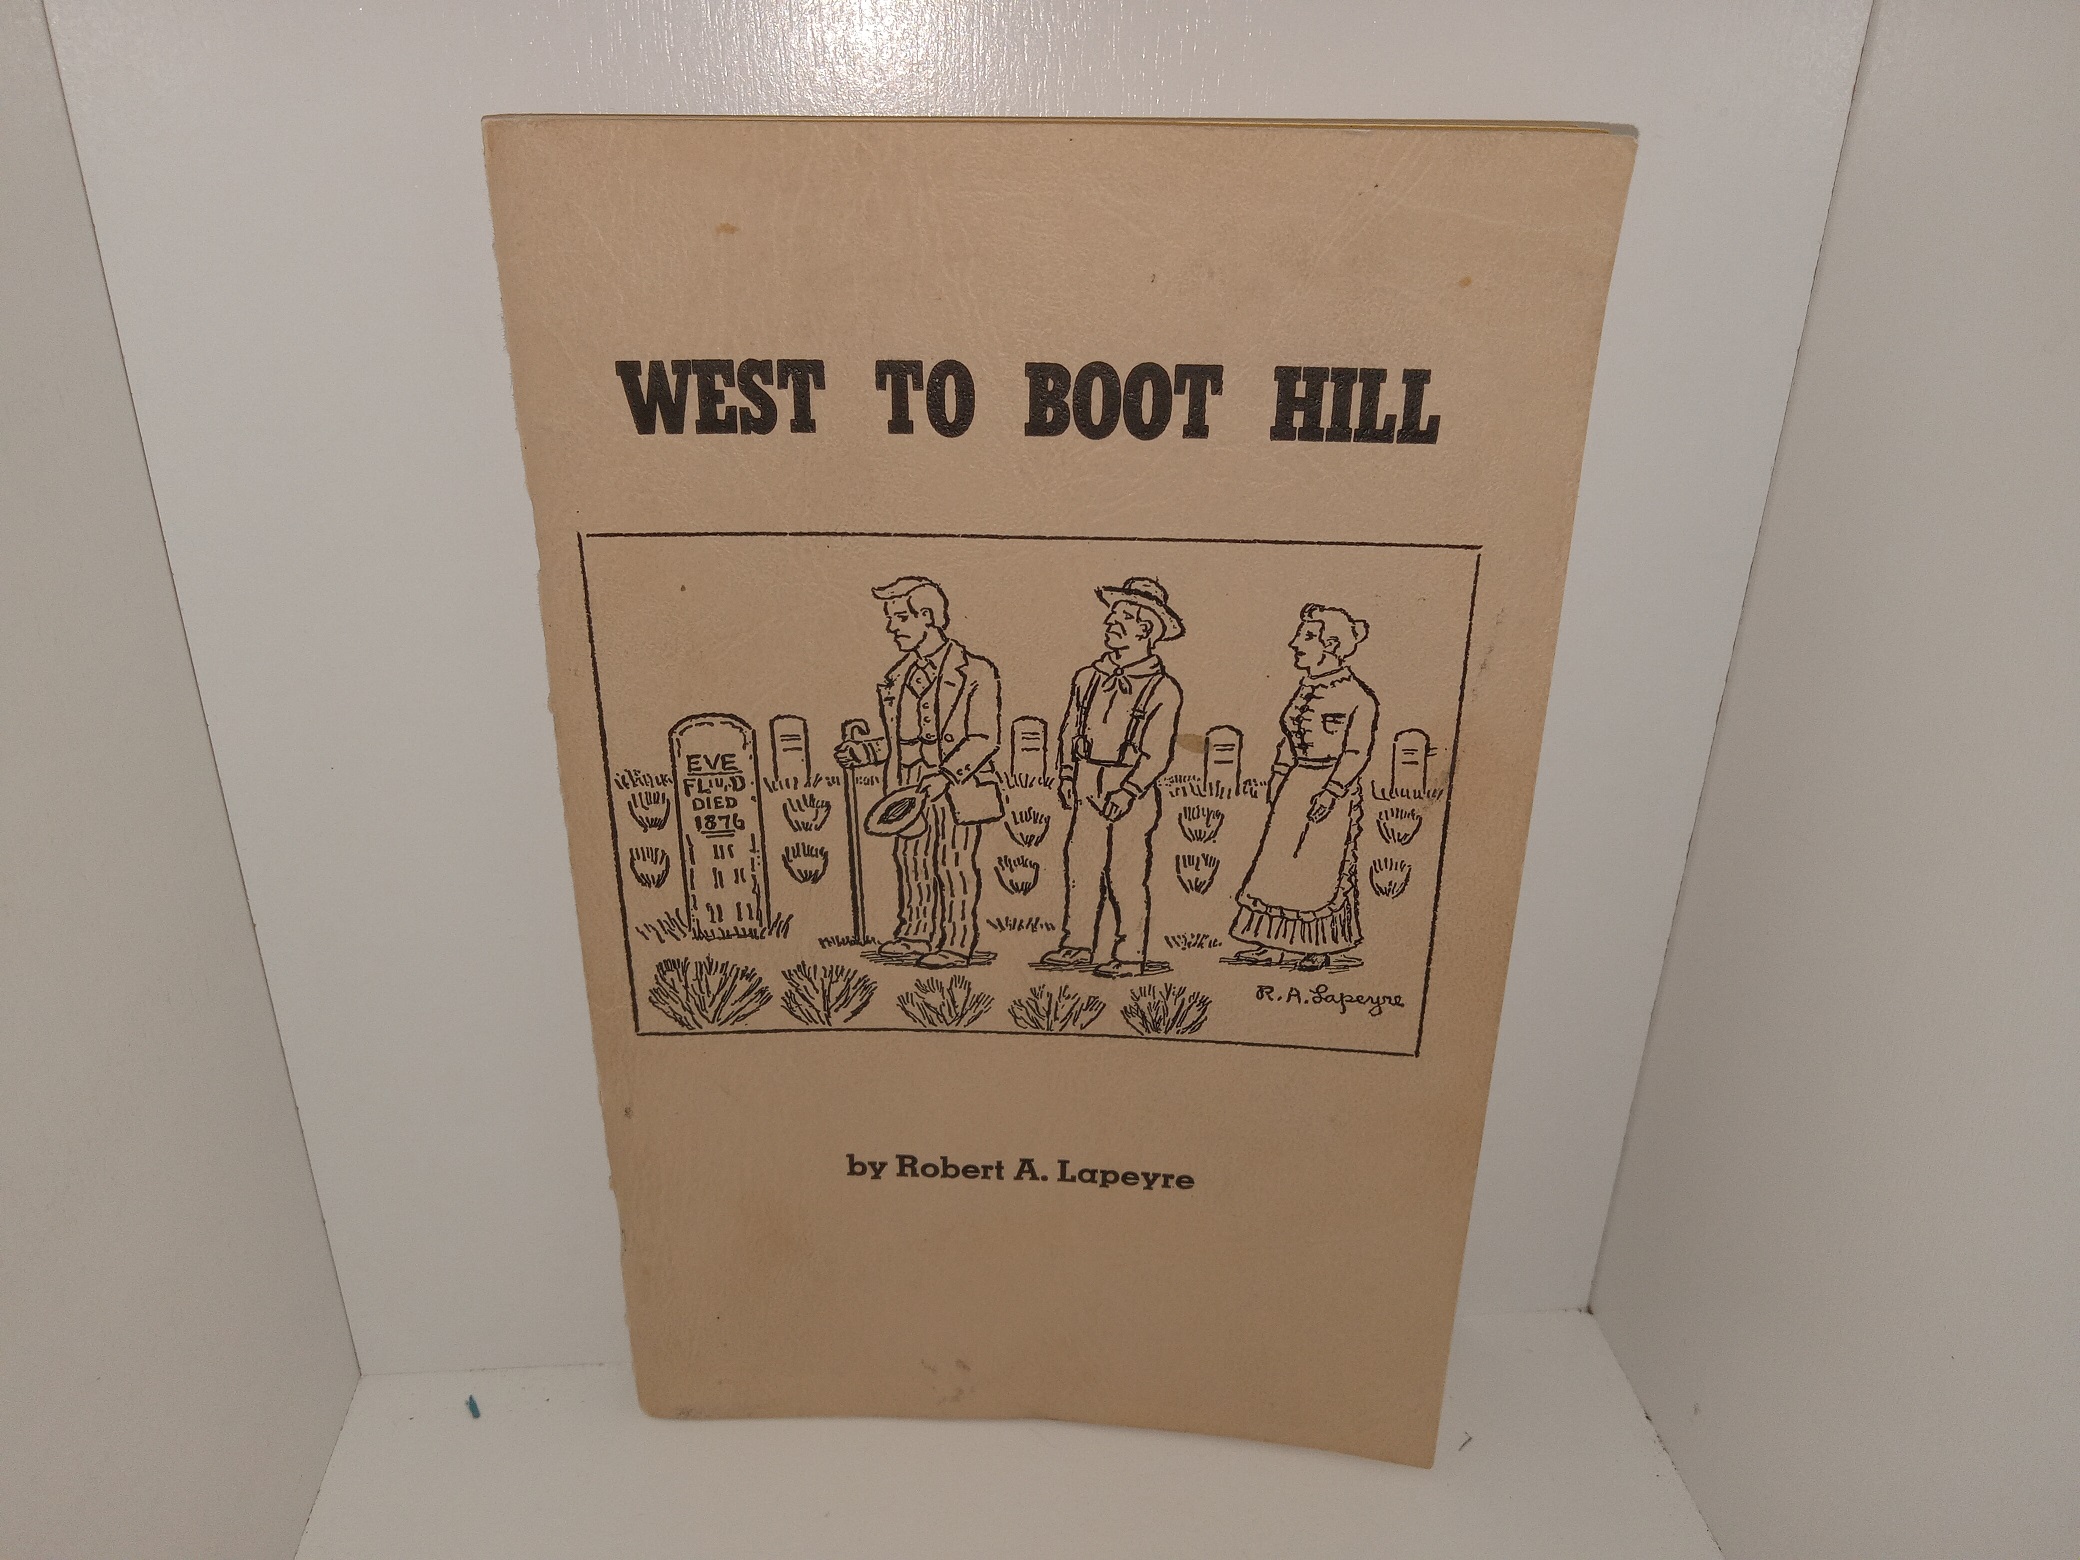 WEST TO BOOT HILL
EVE
DIED
1876
R.A. Lapeyre
by Robert A. Lapeyre